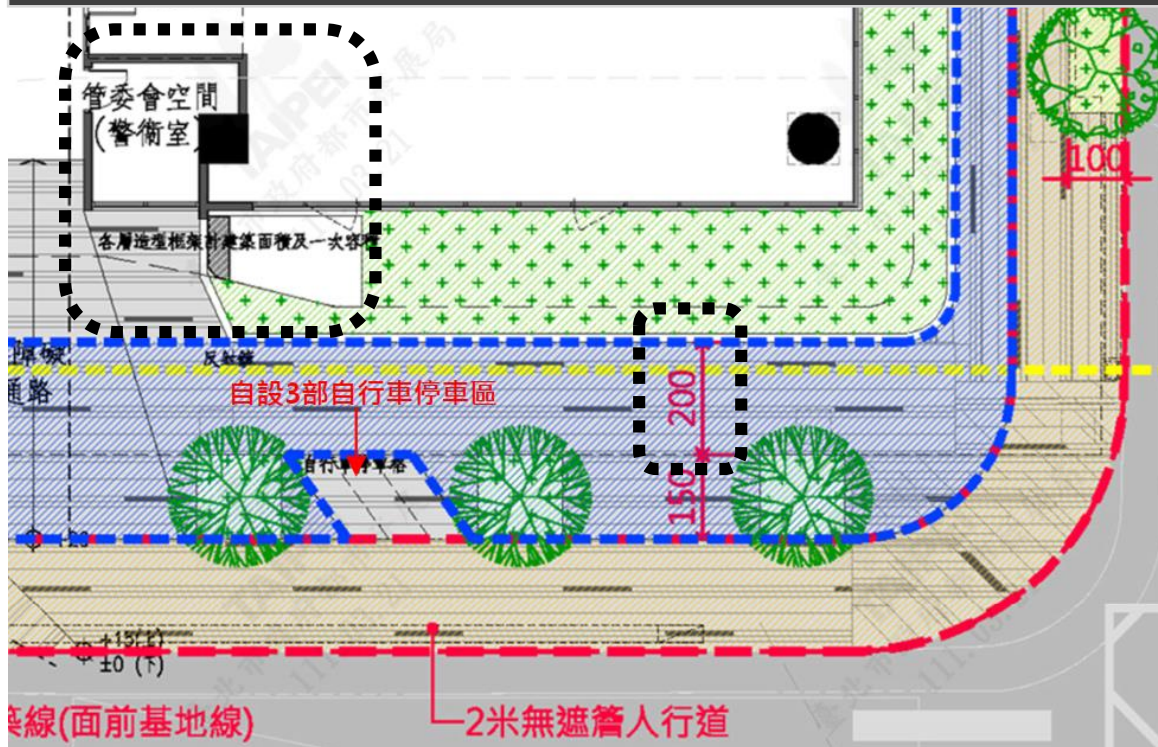 管委會空間
(警衛室)
100
各層造型框架計建築面積及一次容積
反射鏡
通路
自設3部自行車停車區
200
自行車停車格
150
+15(上)
±0 (下)
築線(面前基地線)
2米無遮簷人行道